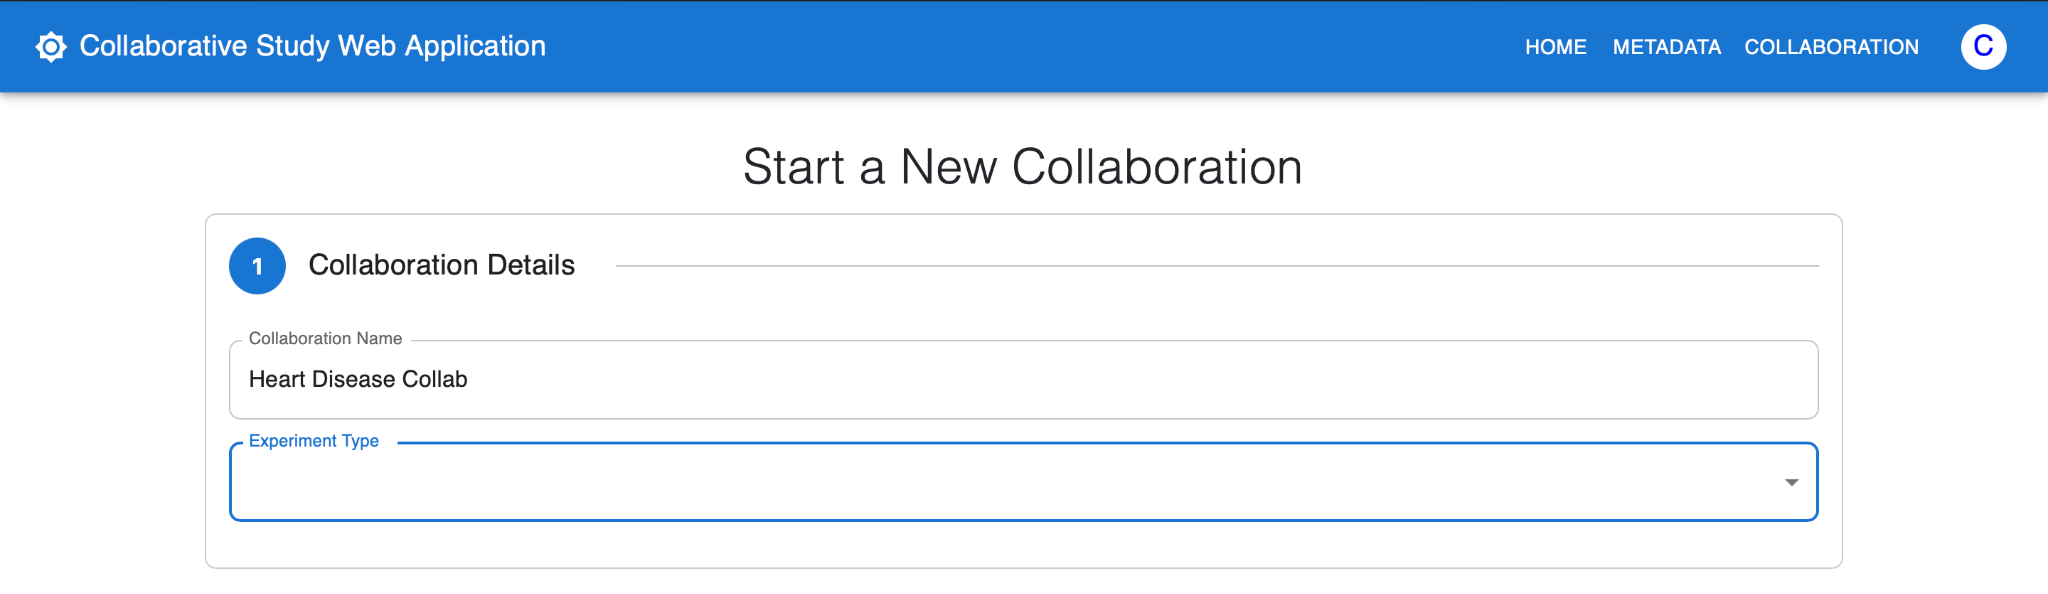 Collaborative Study Web Application HOME METADATA COLLABORATION C
Start a New Collaboration
1 Collaboration Details
Collaboration Name
Heart Disease Collab
Experiment Type